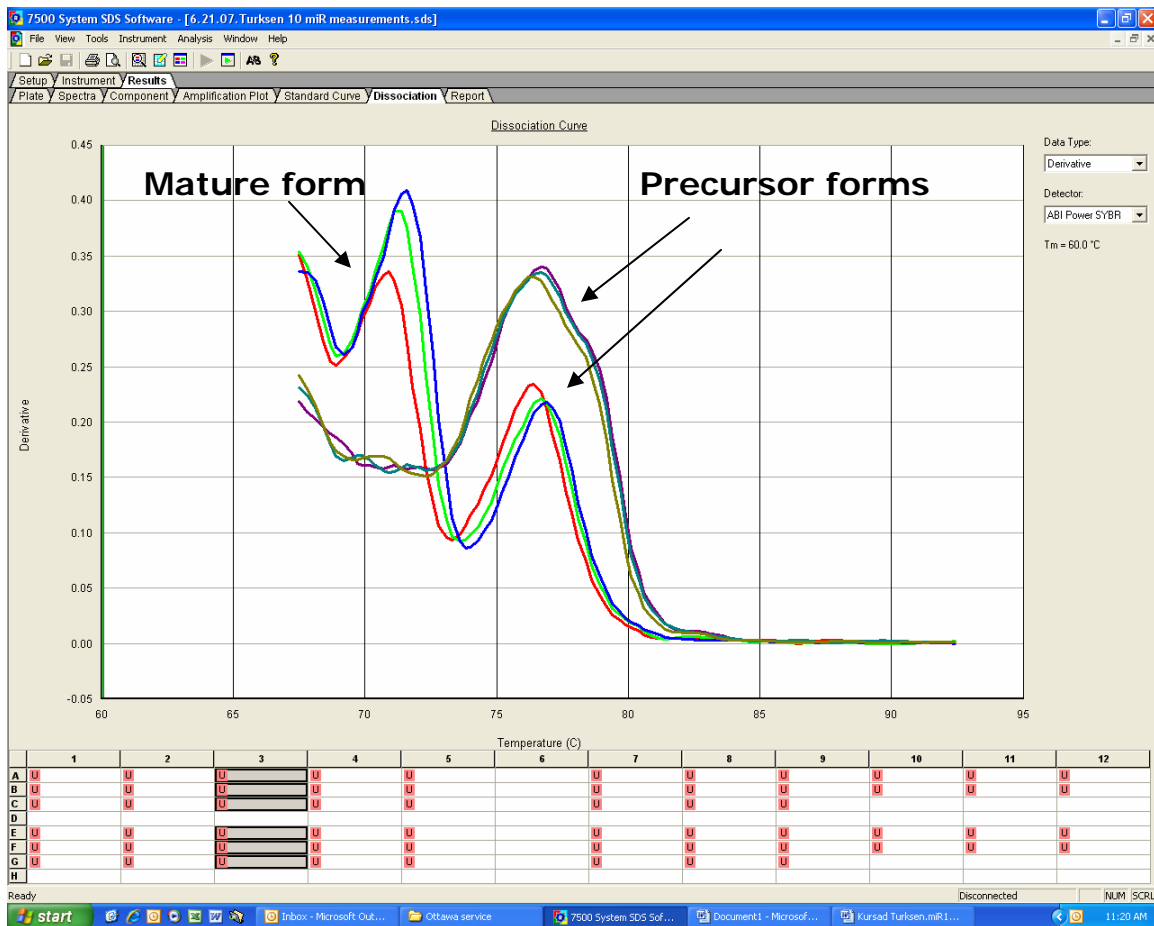 7500 System SDS Software - [6.21.07.Turksen 10 miR measurements.sds]
File View Tools Instrument Analysis Window Help
Setup Instrument Results
Plate Spectra Component Amplification Plot Standard Curve Dissociation Report
Dissociation Curve
Data Type:
Derivative
Detector:
ABI Power SYBR
Tm = 60.0 °C
Mature form
Precursor forms
0.45
0.40
0.35
0.30
0.25
0.20
0.15
0.10
0.05
0.00
-0.05
Derivative
60 65 70 75 80 85 90 95
Temperature (C)
1 2 3 4 5 6 7 8 9 10 11 12
A U U U U U U U U U U U
B U U U U U U U U U U U
C U U U U U U U U
D
E U U U U U U U U U U U
F U U U U U U U U U U U
G U U U U U U U U
H
Ready Disconnected NUM SCRL
start Inbox - Microsoft Out... Ottawa service 7500 System SDS Sof... Document1 - Microsof... Kursad Turksen.miR1... 11:20 AM